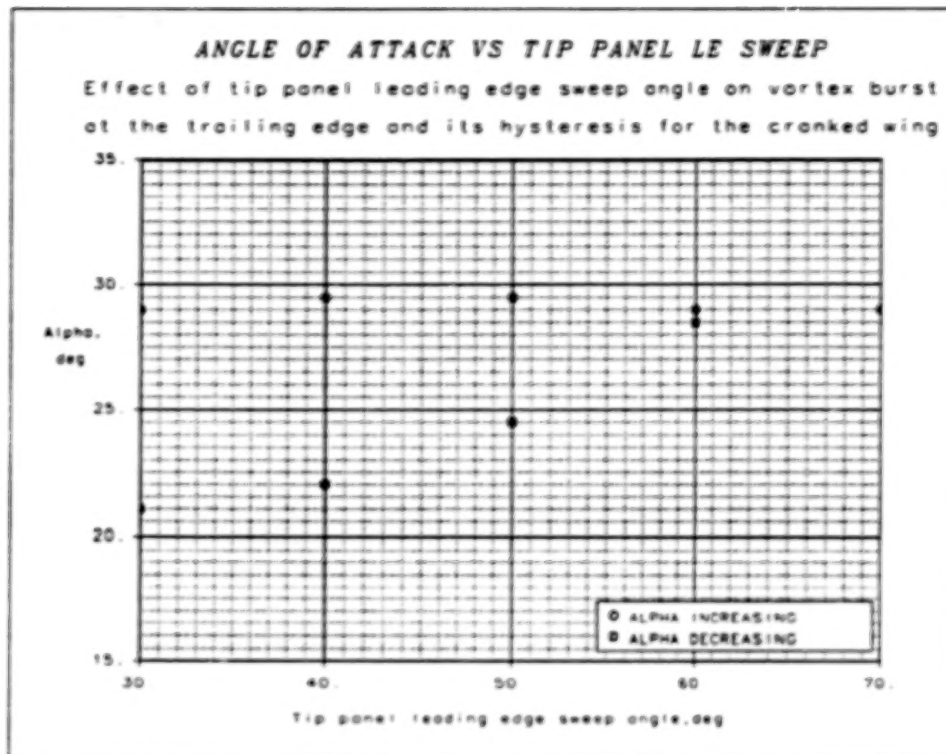 ANGLE OF ATTACK VS TIP PANEL LE SWEEP
Effect of tip panel leading edge sweep angle on vortex burst
at the trailing edge and its hysteresis for the cranked wing
35.
30.
Alpha,
deg
25.
20.
ALPHA INCREASING
ALPHA DECREASING
15.
30 40. 50 60 70.
Tip panel leading edge sweep angle,deg